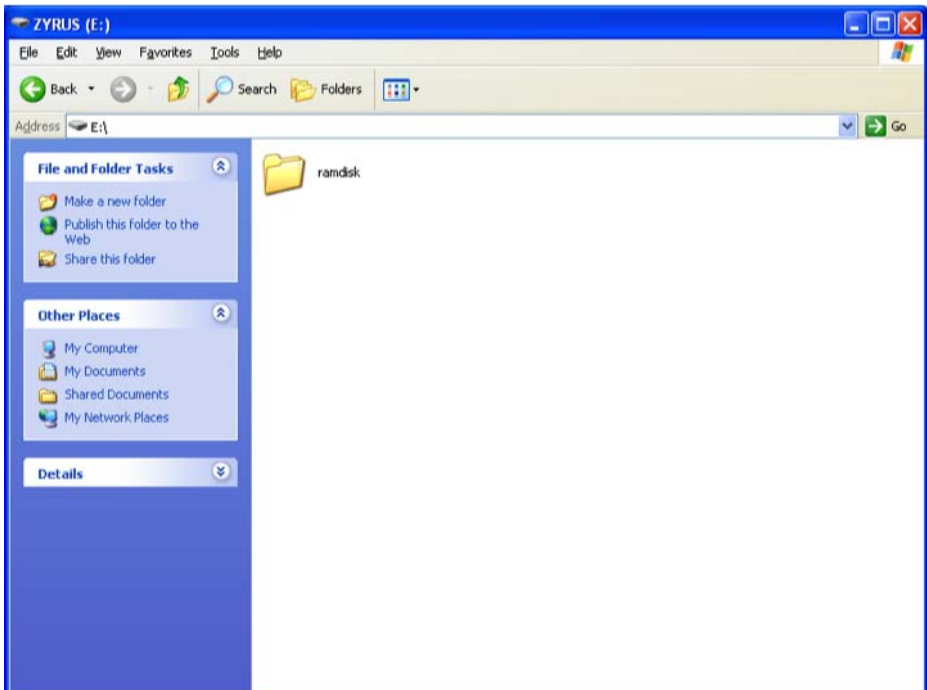 ZYRUS (E:)
File Edit View Favorites Tools Help
Back Search Folders
Address E:\ Go
File and Folder Tasks
ramdisk
Make a new folder
Publish this folder to the
Web
Share this folder
Other Places
My Computer
My Documents
Shared Documents
My Network Places
Details